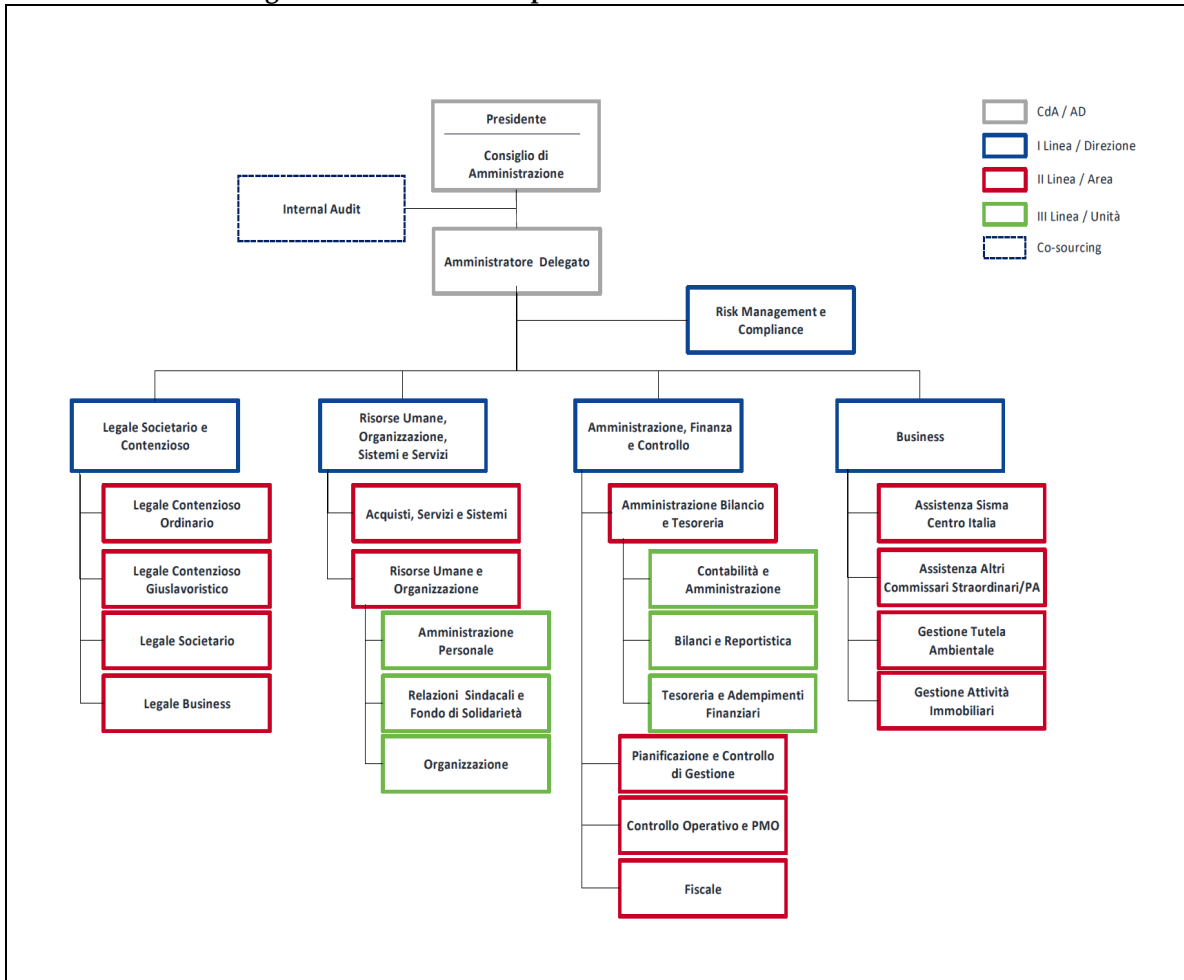 Presidente
Consiglio di
Amministrazione
Internal Audit
Amministratore Delegato
Risk Management e
Compliance
CdA / AD
I Linea / Direzione
II Linea / Area
III Linea / Unità
Co-sourcing
Legale Societario e
Contenzioso
Legale Contenzioso
Ordinario
Legale Contenzioso
Giuslavoristico
Legale Societario
Legale Business
Risorse Umane,
Organizzazione,
Sistemi e Servizi
Acquisti, Servizi e Sistemi
Risorse Umane e
Organizzazione
Amministrazione
Personale
Relazioni Sindacali e
Fondo di Solidarietà
Organizzazione
Amministrazione, Finanza
e Controllo
Amministrazione Bilancio
e Tesoreria
Contabilità e
Amministrazione
Bilanci e Reportistica
Tesoreria e Adempimenti
Finanziari
Pianificazione e Controllo
di Gestione
Controllo Operativo e PMO
Fiscale
Business
Assistenza Sisma
Centro Italia
Assistenza Altri
Commissari Straordinari/PA
Gestione Tutela
Ambientale
Gestione Attività
Immobiliari